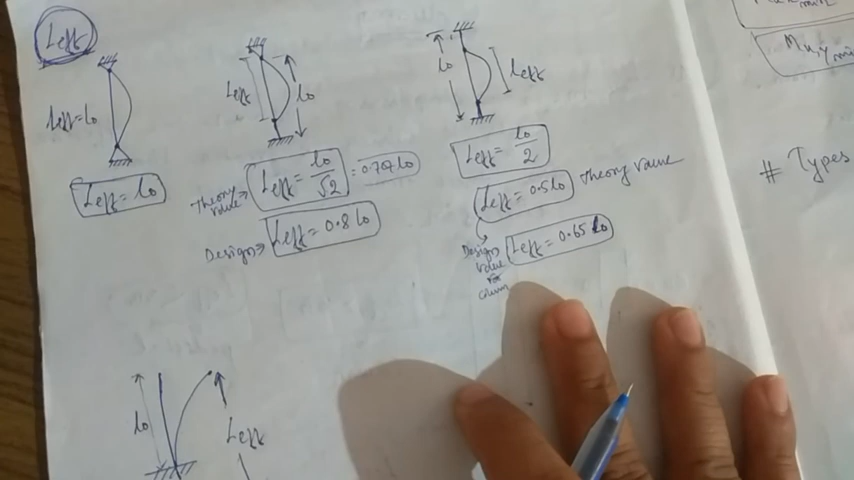 Leff
Leff = lo
Leff = lo
Leff
lo
Theory value → Leff = lo/√2 = 0.707 lo
Design → Leff = 0.8 lo
lo
Leff
Leff = lo/2
Leff = 0.5lo Theory value
Design value for column
Leff = 0.65 lo
lo
Leff
# Types